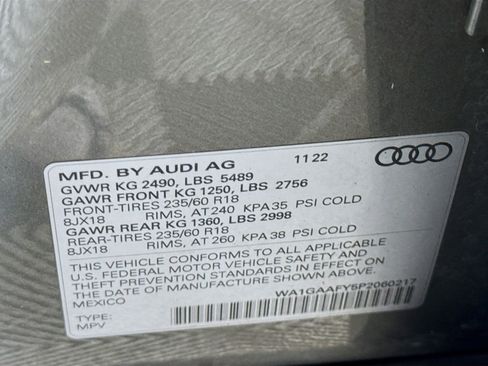 MFD. BY AUDI AG 11 22
GVWR KG 2490, LBS 5489
GAWR FRONT KG 1250, LBS 2756
FRONT-TIRES 235/60 R18
8JX18 RIMS, AT 240 KPA 35 PSI COLD
GAWR REAR KG 1360, LBS 2998
REAR-TIRES 235/60 R18
8JX18 RIMS, AT 260 KPA 38 PSI COLD
THIS VEHICLE CONFORMS TO ALL APPLICABLE
U.S. FEDERAL MOTOR VEHICLE SAFETY AND
THEFT PREVENTION STANDARDS IN EFFECT ON
THE DATE OF MANUFACTURE SHOWN ABOVE.
MEXICO
WA1GAAFY5P2060217
TYPE:
MPV